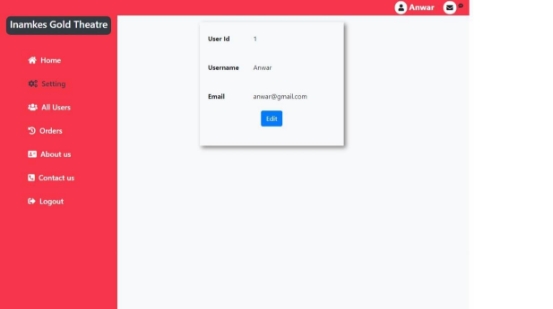 Anwar
Inamkes Gold Theatre
Home
Setting
All Users
Orders
About us
Contact us
Logout
User Id 1
Username Anwar
Email anwar@gmail.com
Edit